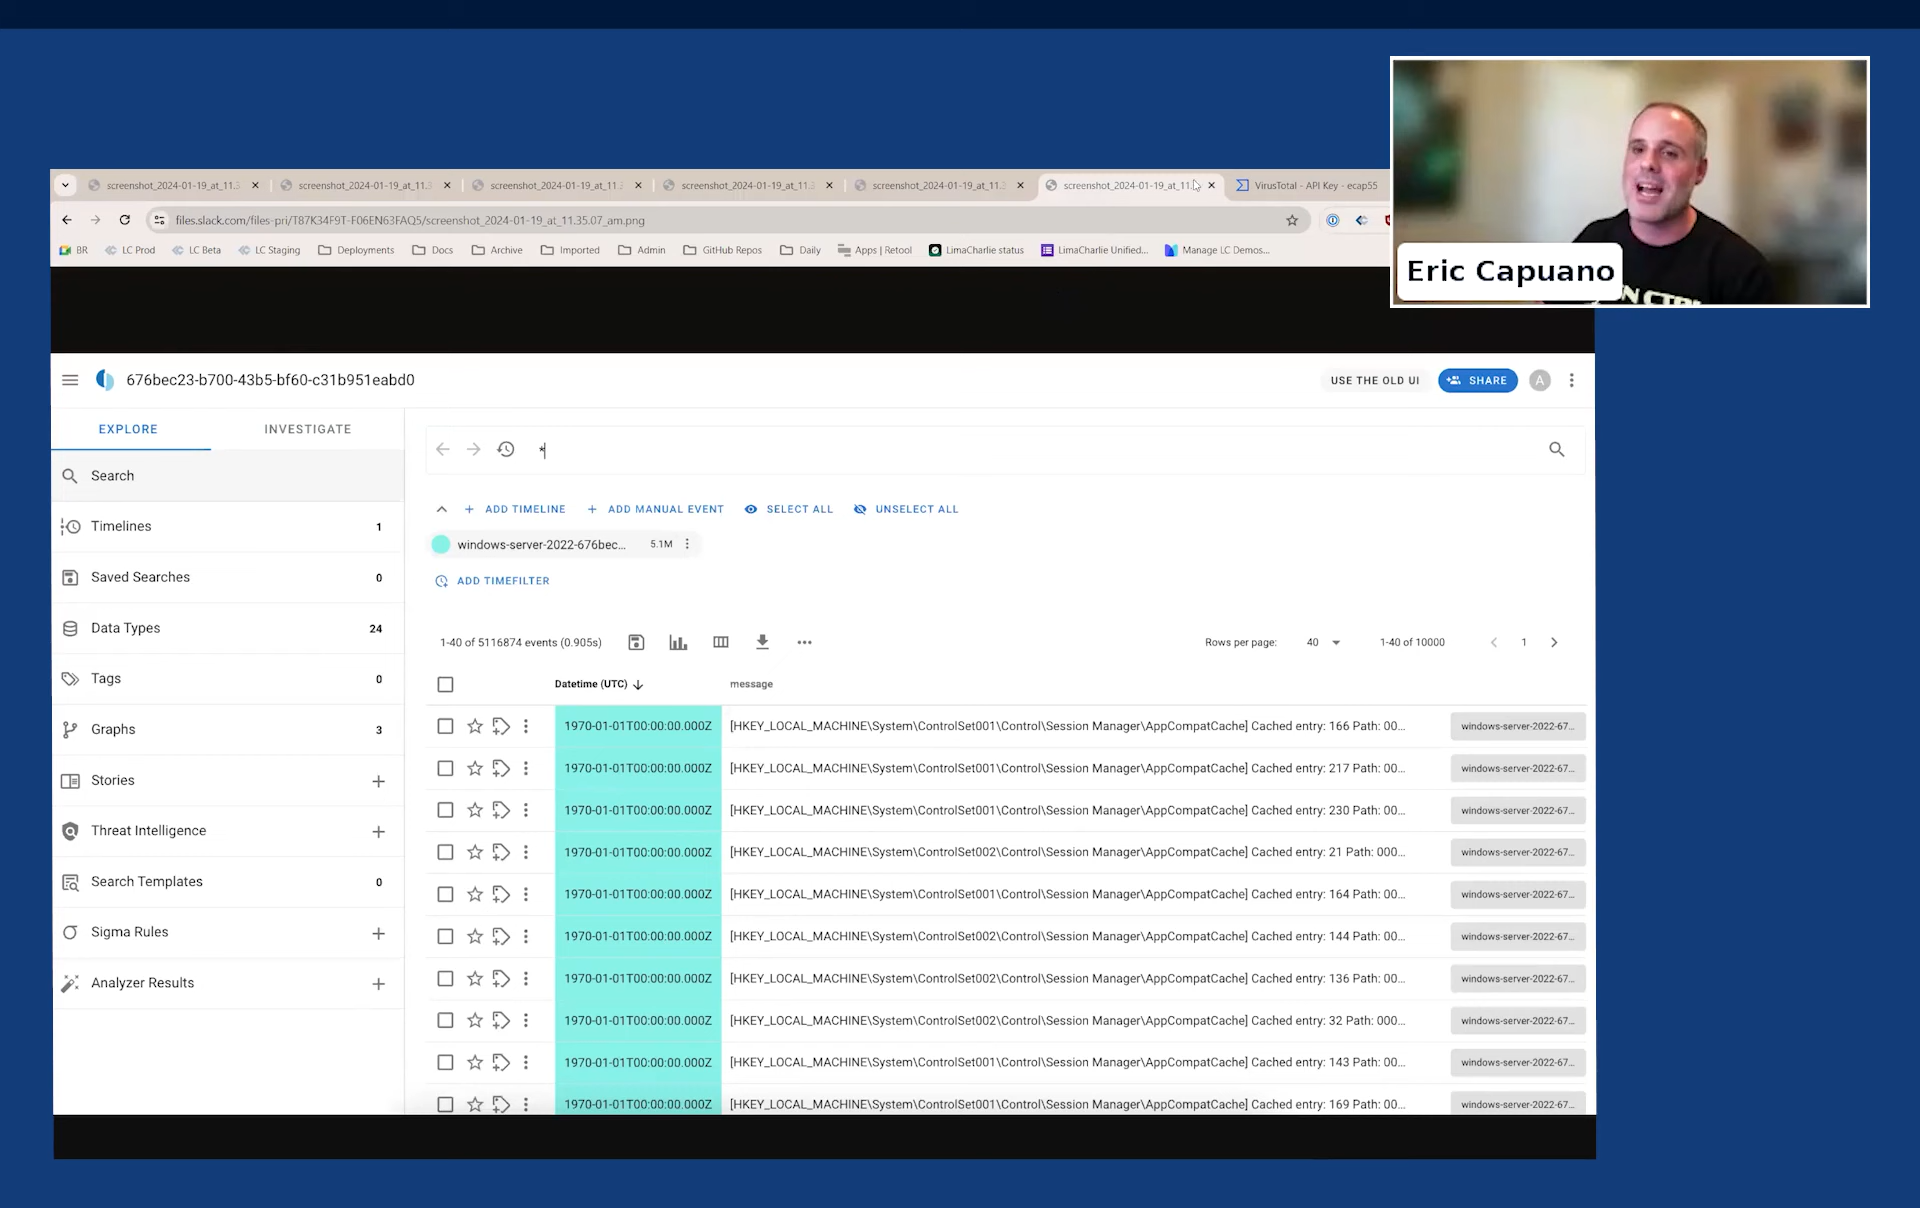 screenshot_2024-01-19_at_11.3
screenshot_2024-01-19_at_11.
screenshot_2024-01-19_at_11.
screenshot_2024-01-19_at_11.3
screenshot_2024-01-19_at_11.
screenshot_2024-01-19_at_11.
VirusTotal - API Key - ecap55
files.slack.com/files-pri/T87K34F9T-F06EN63FAQ5/screenshot_2024-01-19_at_11.35.07_am.png
BR LC Prod LC Beta LC Staging Deployments Docs Archive Imported Admin GitHub Repos Daily Apps | Retool LimaCharlie status LimaCharlie Unified... Manage LC Demos...
Eric Capuano
N CTRL
676bec23-b700-43b5-bf60-c31b951eabd0
USE THE OLD UI
SHARE
A
EXPLORE
INVESTIGATE
Search
Timelines 1
Saved Searches 0
Data Types 24
Tags 0
Graphs 3
Stories +
Threat Intelligence +
Search Templates 0
Sigma Rules +
Analyzer Results +
*
+ ADD TIMELINE + ADD MANUAL EVENT SELECT ALL UNSELECT ALL
windows-server-2022-676bec... 5.1M
ADD TIMEFILTER
1-40 of 5116874 events (0.905s)
Rows per page: 40 1-40 of 10000 1
Datetime (UTC) message
1970-01-01T00:00:00.000Z [HKEY_LOCAL_MACHINE\System\ControlSet001\Control\Session Manager\AppCompatCache] Cached entry: 166 Path: 00... windows-server-2022-67...
1970-01-01T00:00:00.000Z [HKEY_LOCAL_MACHINE\System\ControlSet001\Control\Session Manager\AppCompatCache] Cached entry: 217 Path: 00... windows-server-2022-67...
1970-01-01T00:00:00.000Z [HKEY_LOCAL_MACHINE\System\ControlSet001\Control\Session Manager\AppCompatCache] Cached entry: 230 Path: 00... windows-server-2022-67...
1970-01-01T00:00:00.000Z [HKEY_LOCAL_MACHINE\System\ControlSet002\Control\Session Manager\AppCompatCache] Cached entry: 21 Path: 000... windows-server-2022-67...
1970-01-01T00:00:00.000Z [HKEY_LOCAL_MACHINE\System\ControlSet001\Control\Session Manager\AppCompatCache] Cached entry: 164 Path: 00... windows-server-2022-67...
1970-01-01T00:00:00.000Z [HKEY_LOCAL_MACHINE\System\ControlSet002\Control\Session Manager\AppCompatCache] Cached entry: 144 Path: 00... windows-server-2022-67...
1970-01-01T00:00:00.000Z [HKEY_LOCAL_MACHINE\System\ControlSet002\Control\Session Manager\AppCompatCache] Cached entry: 136 Path: 00... windows-server-2022-67...
1970-01-01T00:00:00.000Z [HKEY_LOCAL_MACHINE\System\ControlSet002\Control\Session Manager\AppCompatCache] Cached entry: 32 Path: 000... windows-server-2022-67...
1970-01-01T00:00:00.000Z [HKEY_LOCAL_MACHINE\System\ControlSet001\Control\Session Manager\AppCompatCache] Cached entry: 143 Path: 00... windows-server-2022-67...
1970-01-01T00:00:00.000Z [HKEY_LOCAL_MACHINE\System\ControlSet001\Control\Session Manager\AppCompatCache] Cached entry: 169 Path: 00... windows-server-2022-67...